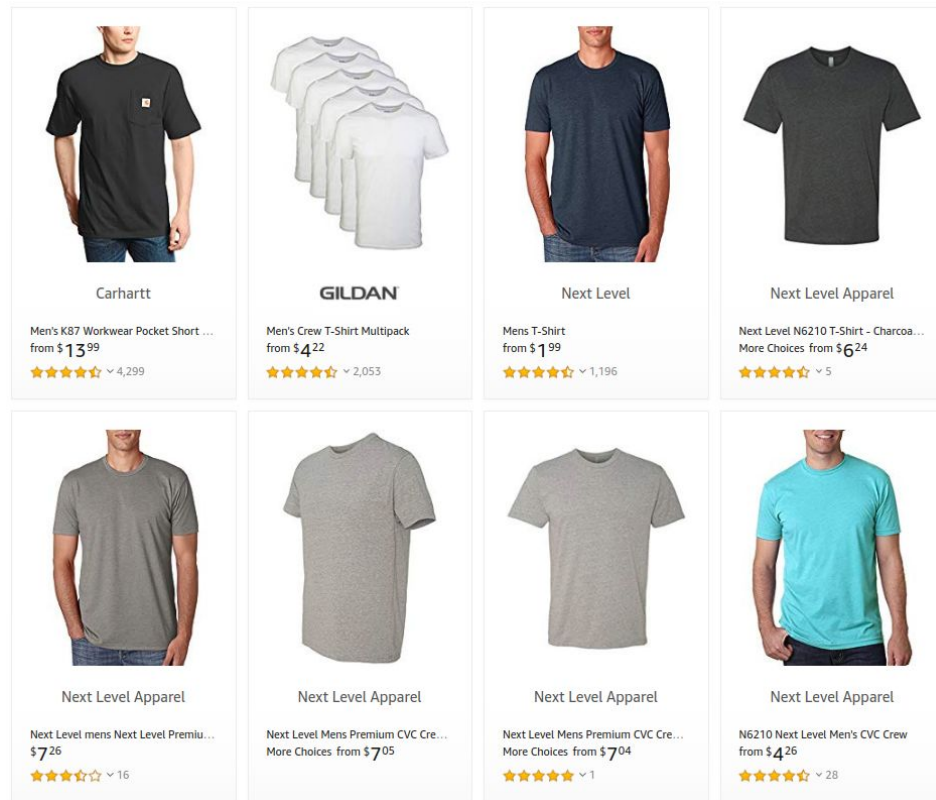 Carhartt
Men's K87 Workwear Pocket Short ...
from $13 99
4,299
GILDAN
Men's Crew T-Shirt Multipack
from $4 22
2,053
Next Level
Mens T-Shirt
from $1 99
1,196
Next Level Apparel
Next Level N6210 T-Shirt - Charcoa...
More Choices from $6 24
5
Next Level Apparel
Next Level mens Next Level Premiu...
$7 26
16
Next Level Apparel
Next Level Mens Premium CVC Cre...
More Choices from $7 05
Next Level Apparel
Next Level Mens Premium CVC Cre...
More Choices from $7 04
1
Next Level Apparel
N6210 Next Level Men's CVC Crew
from $4 26
28